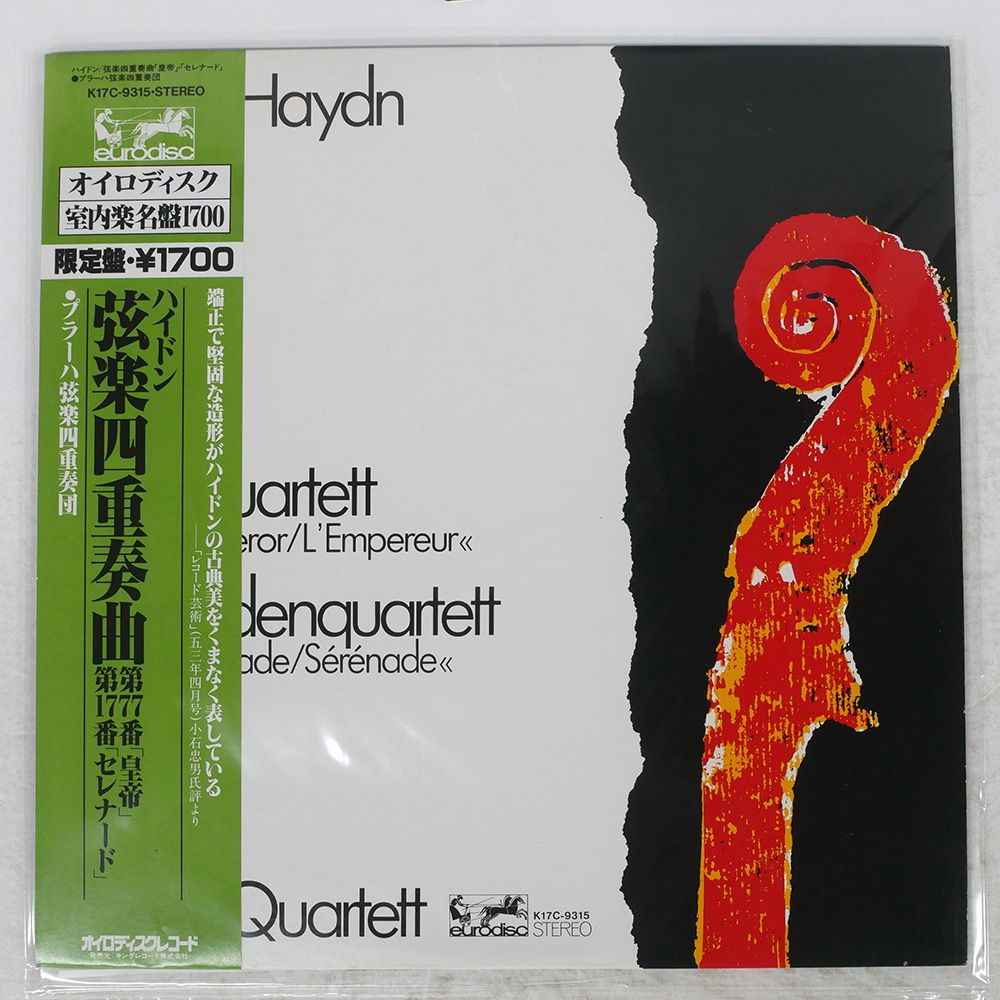 ハイドン/弦楽四重奏曲「皇帝」・「セレナード」
●プラーハ弦楽四重奏団
K17C-9315・STEREO
eurodisc
オイロディスク
室内楽名盤1700
限定盤・¥1700
ハイドン
弦楽四重奏曲
第77番「皇帝」
第17番「セレナード」
●プラーハ弦楽四重奏団
端正で堅固な造形がハイドンの古典美をくまなく表している
──「レコード芸術」(五三年四月号)小石忠男氏評より
オイロディスクレコード
発売元:キングレコード株式会社
Haydn
uartett
eror/L'Empereur«
denquartett
ade/Sérénade«
Quartett
eurodisc
K17C-9315
STEREO